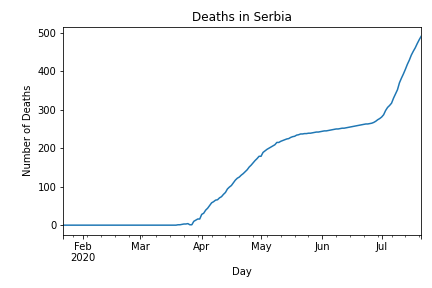 Deaths in Serbia
500
400
300
200
100
0
Number of Deaths
Feb
2020
Mar
Apr
May
Jun
Jul
Day